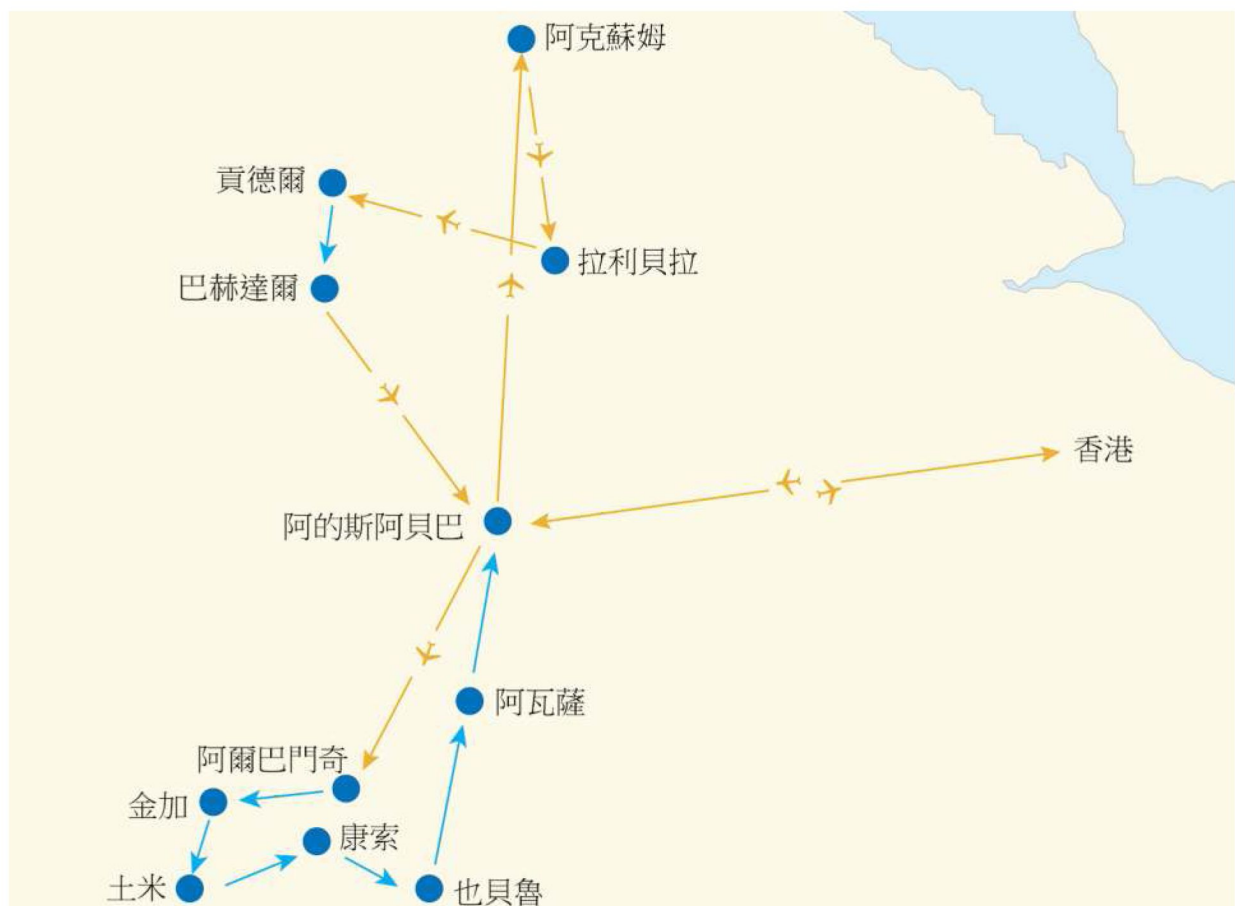 阿克蘇姆
貢德爾
拉利貝拉
巴赫達爾
香港
阿的斯阿貝巴
阿瓦薩
阿爾巴門奇
金加
康索
土米
也貝魯